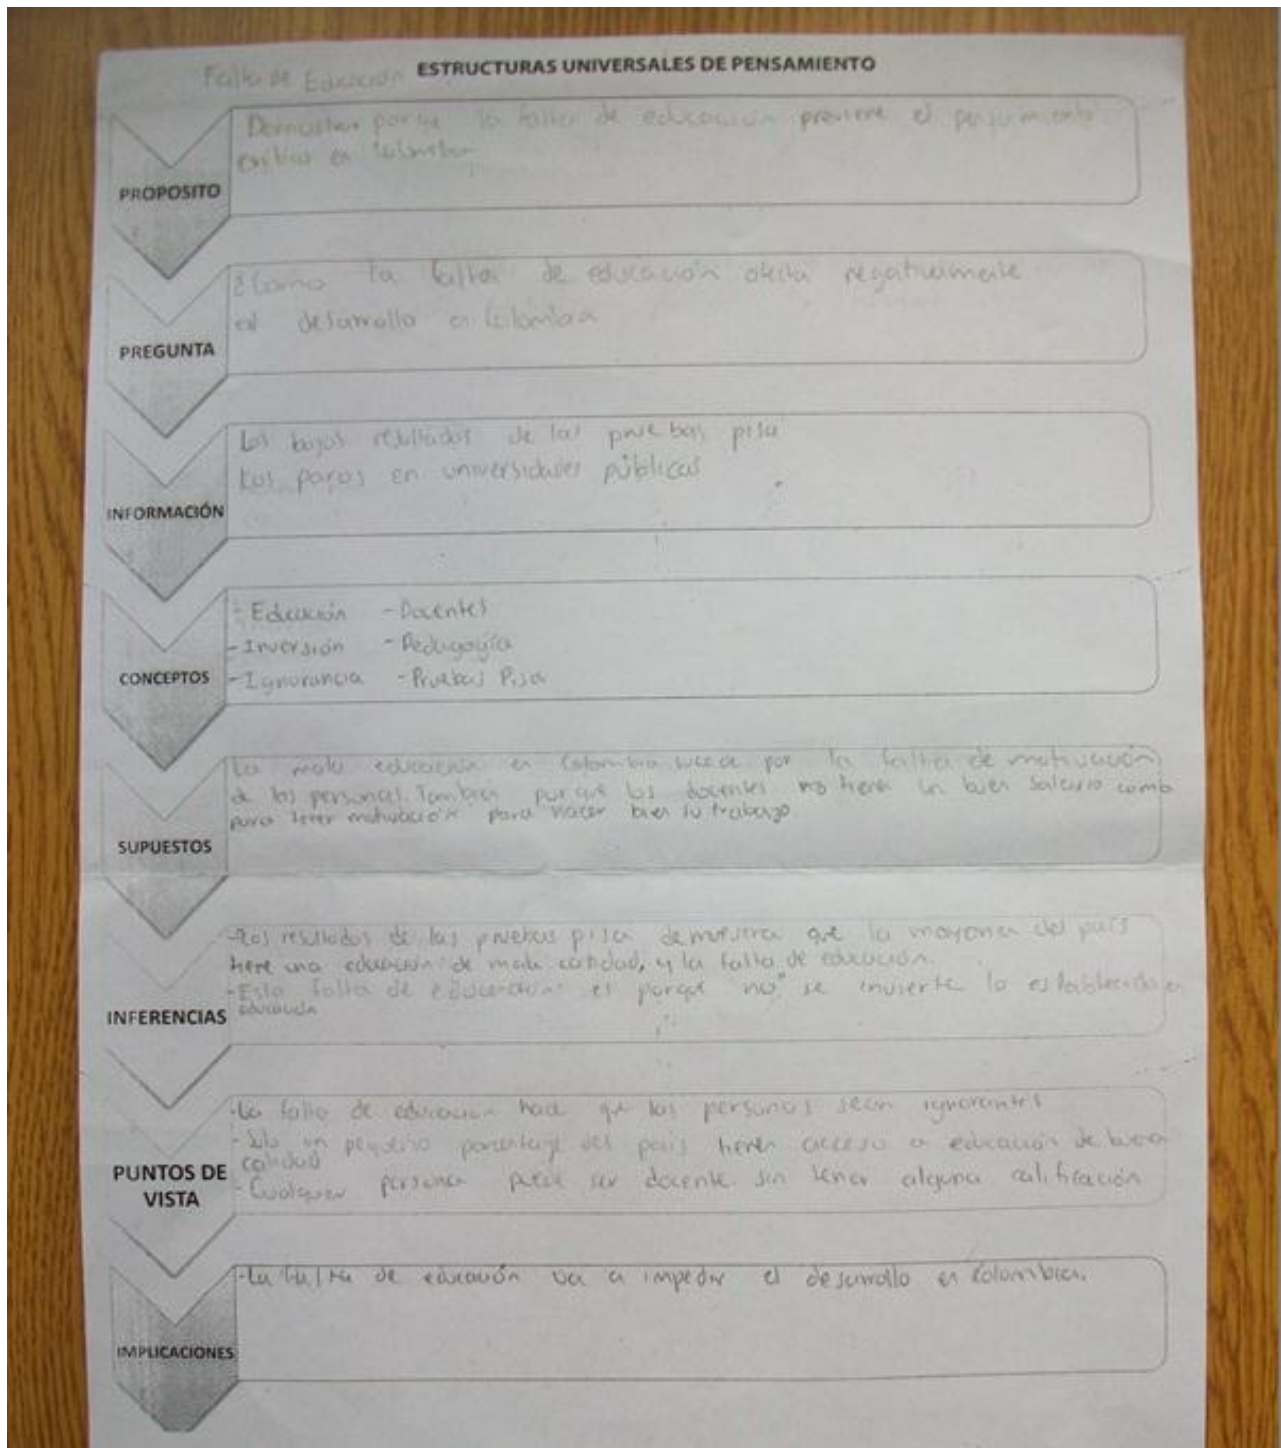 Falta de Educación ESTRUCTURAS UNIVERSALES DE PENSAMIENTO
Demostrar porque la falta de educación previene el pensamiento
crítico en Colombia
PROPOSITO
¿Como la falta de educación afecta negativamente
el desarrollo en Colombia
PREGUNTA
Los bajos resultados de las pruebas pisa
Los paros en universidades públicas
INFORMACIÓN
- Educación - Docentes
- Inversión - Pedagogía
- Ignorancia - Pruebas Pisa
CONCEPTOS
La mala educación en Colombia sucede por la falta de motivación
de las personas. Tambien porque los docentes no tienen un buen salario como
para tener motivación para hacer bien su trabajo
SUPUESTOS
-Los resultados de las pruebas pisa demuestra que la mayoria del país
tiene una educación de mala calidad, y la falta de educación.
-Esta falta de educación es porque no se invierte lo establecido en
educación
INFERENCIAS
-La falta de educación hace que las personas sean ignorantes
- Solo un pequeño porcentaje del país tienen acceso a educación de buena
calidad
- Cualquier persona puede ser docente sin tener alguna calificación
PUNTOS DE
VISTA
-La falta de educación va a impedir el desarrollo en Colombia.
IMPLICACIONES